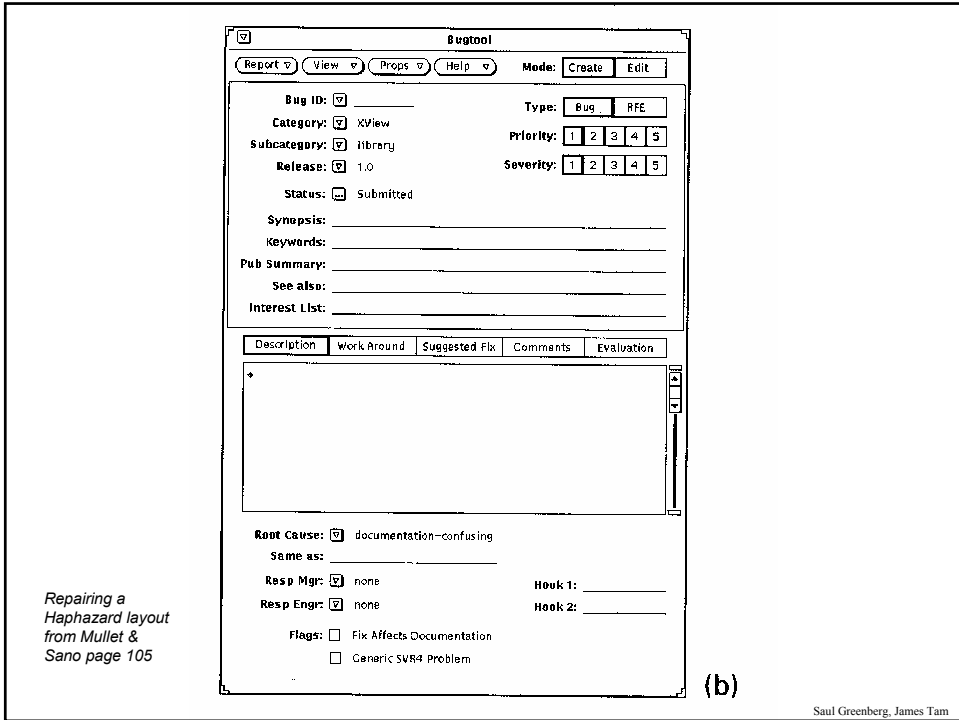 Bugtool
Report View Props Help Mode: Create Edit
Bug ID: Type: Bug RFE
Category: XView
Priority: 1 2 3 4 5
Subcategory: library
Release: 1.0 Severity: 1 2 3 4 5
Status: ... Submitted
Synopsis:
Keywords:
Pub Summary:
See also:
Interest List:
Description Work Around Suggested Fix Comments Evaluation
Root Cause: documentation-confusing
Same as:
Resp Mgr: none Hook 1:
Resp Engr: none Hook 2:
Flags: Fix Affects Documentation
Generic SVR4 Problem
Repairing a
Haphazard layout
from Mullet &
Sano page 105
(b)
Saul Greenberg, James Tam